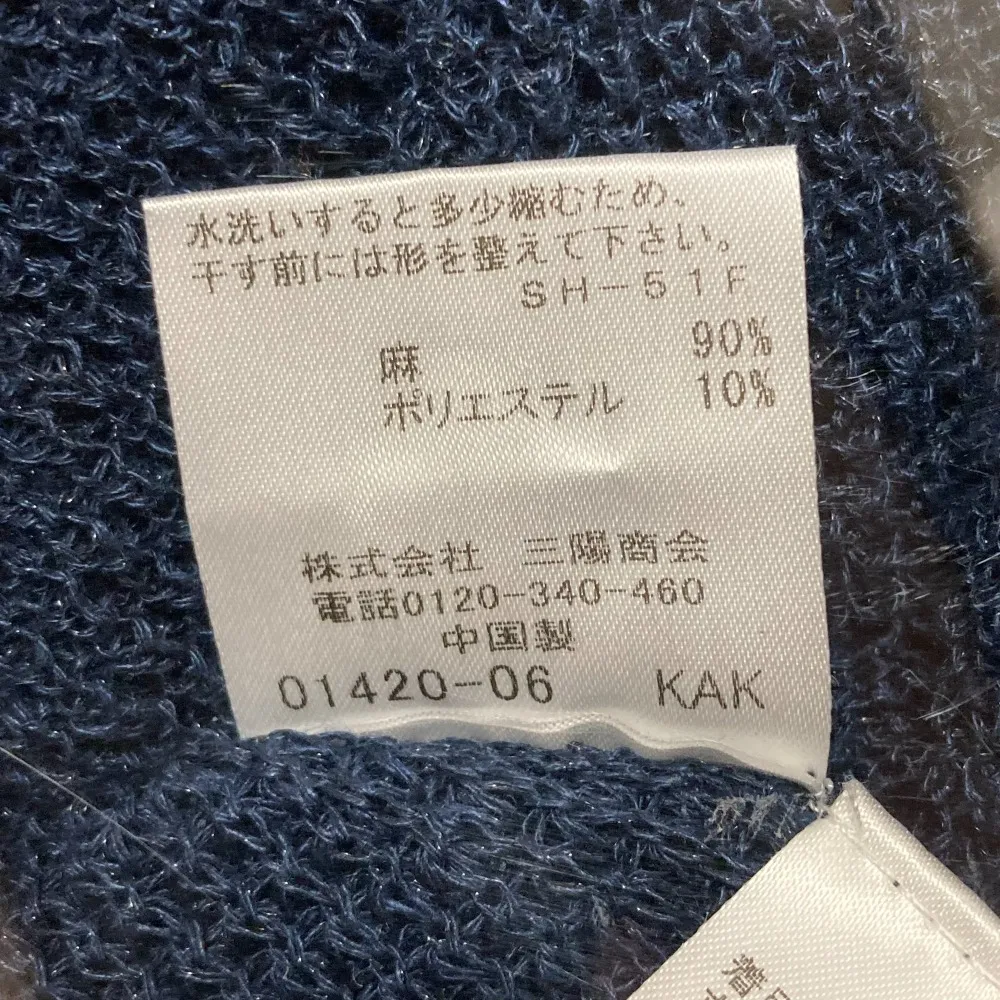 水洗いすると多少縮むため、
干す前には形を整えて下さい。
SH-51F
麻 90%
ポリエステル 10%
株式会社 三陽商会
電話0120-340-460
中国製
01420-06 KAK